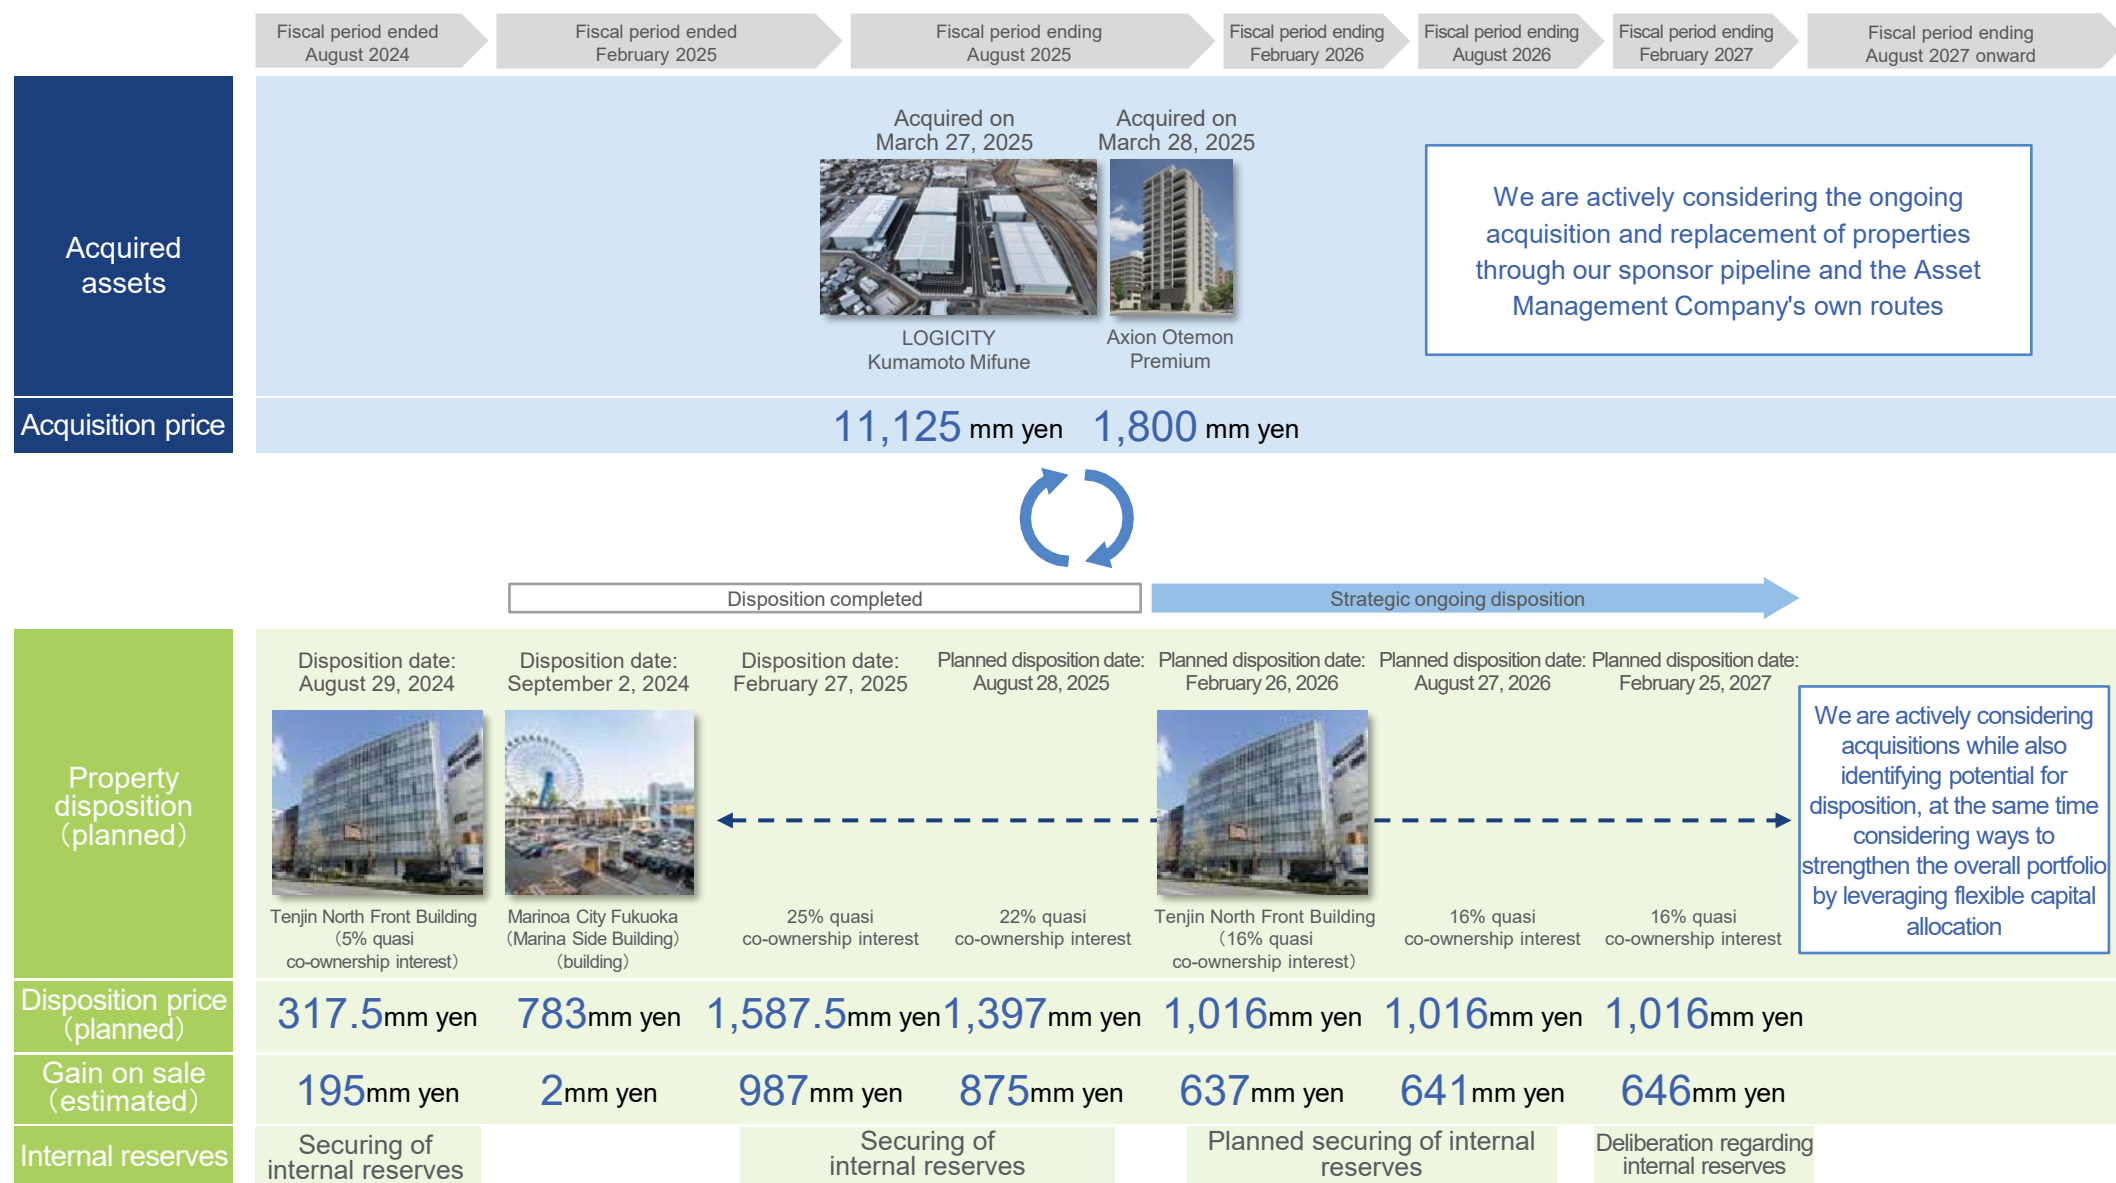 Fiscal period ended
August 2024
Fiscal period ended
February 2025
Fiscal period ending
August 2025
Fiscal period ending
February 2026
Fiscal period ending
August 2026
Fiscal period ending
February 2027
Fiscal period ending
August 2027 onward
Acquired
assets
Acquired on
March 27, 2025
Acquired on
March 28, 2025
LOGICITY
Kumamoto Mifune
Axion Otemon
Premium
We are actively considering the ongoing
acquisition and replacement of properties
through our sponsor pipeline and the Asset
Management Company's own routes
Acquisition price
11,125 mm yen
1,800 mm yen
Disposition completed
Strategic ongoing disposition
Property
disposition
（planned）
Disposition date:
August 29, 2024
Disposition date:
September 2, 2024
Disposition date:
February 27, 2025
Planned disposition date:
August 28, 2025
Planned disposition date:
February 26, 2026
Planned disposition date:
August 27, 2026
Planned disposition date:
February 25, 2027
Tenjin North Front Building
（5% quasi
co-ownership interest）
Marinoa City Fukuoka
（Marina Side Building）
（building）
25% quasi
co-ownership interest
22% quasi
co-ownership interest
Tenjin North Front Building
（16% quasi
co-ownership interest）
16% quasi
co-ownership interest
16% quasi
co-ownership interest
We are actively considering
acquisitions while also
identifying potential for
disposition, at the same time
considering ways to
strengthen the overall portfolio
by leveraging flexible capital
allocation
Disposition price
（planned）
317.5mm yen
783mm yen
1,587.5mm yen
1,397mm yen
1,016mm yen
1,016mm yen
1,016mm yen
Gain on sale
（estimated）
195mm yen
2mm yen
987mm yen
875mm yen
637mm yen
641mm yen
646mm yen
Internal reserves
Securing of
internal reserves
Securing of
internal reserves
Planned securing of internal
reserves
Deliberation regarding
internal reserves